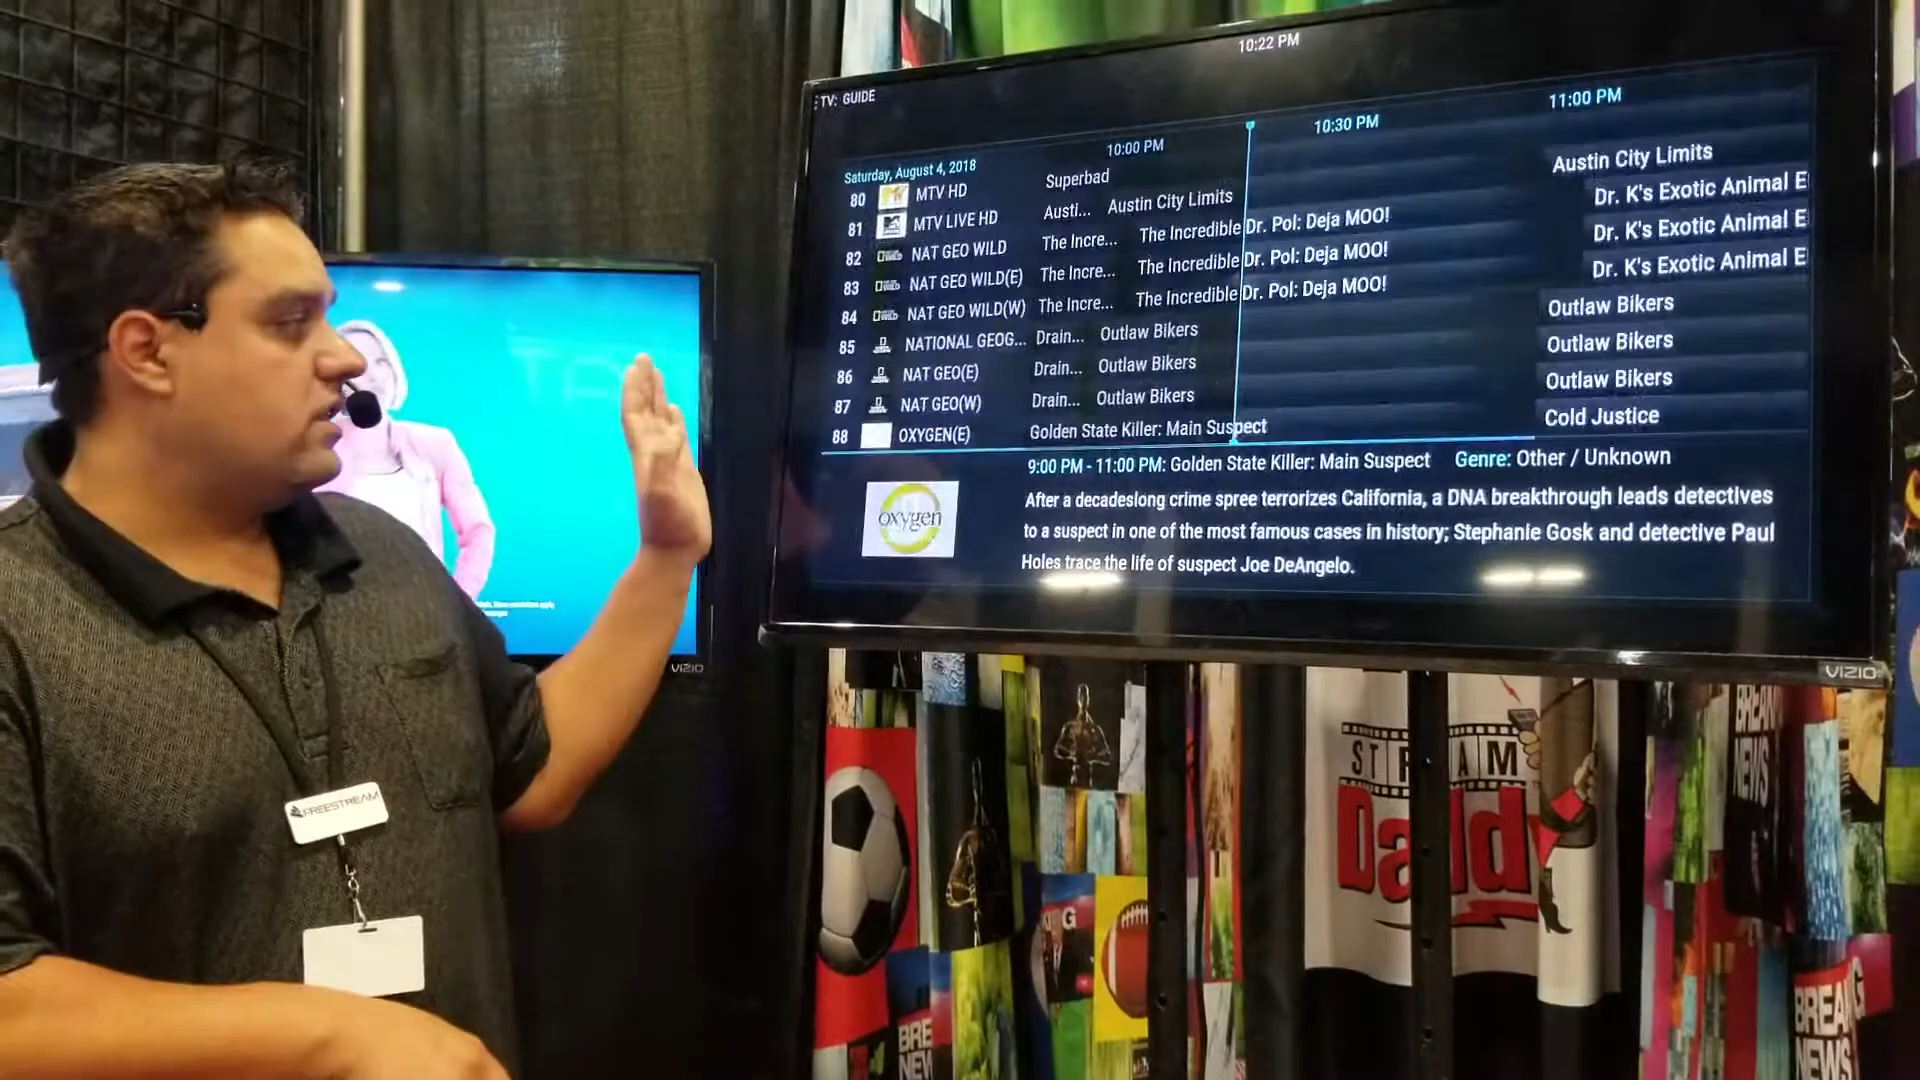 10:22 PM
TV: GUIDE
10:00 PM 10:30 PM 11:00 PM
Saturday, August 4, 2018
80 MTV HD Superbad Austin City Limits
81 MTV LIVE HD Austi... Austin City Limits Dr. K's Exotic Animal E
82 NAT GEO WILD The Incre... The Incredible Dr. Pol: Deja MOO! Dr. K's Exotic Animal E
83 NAT GEO WILD(E) The Incre... The Incredible Dr. Pol: Deja MOO! Dr. K's Exotic Animal E
84 NAT GEO WILD(W) The Incre... The Incredible Dr. Pol: Deja MOO! Outlaw Bikers
85 NATIONAL GEOG... Drain... Outlaw Bikers Outlaw Bikers
86 NAT GEO(E) Drain... Outlaw Bikers Outlaw Bikers
87 NAT GEO(W) Drain... Outlaw Bikers Cold Justice
88 OXYGEN(E) Golden State Killer: Main Suspect
9:00 PM - 11:00 PM: Golden State Killer: Main Suspect Genre: Other / Unknown
oxygen
After a decadeslong crime spree terrorizes California, a DNA breakthrough leads detectives
to a suspect in one of the most famous cases in history; Stephanie Gosk and detective Paul
Holes trace the life of suspect Joe DeAngelo.
VIZIO
VIZIO
FREESTREAM
STREAM
Daddy
BREAK
NEWS
BRE
NEW
BREA
NEWS